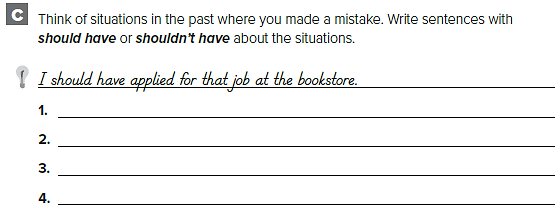 C Think of situations in the past where you made a mistake. Write sentences with
should have or shouldn't have about the situations.
I should have applied for that job at the bookstore.
1.
2.
3.
4.